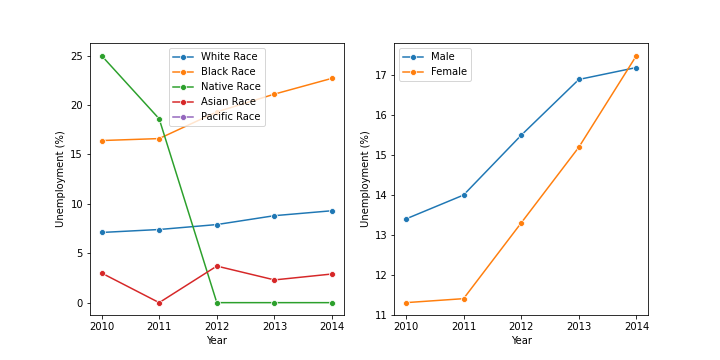 Unemployment (%)
25
20
15
10
5
0
White Race
Black Race
Native Race
Asian Race
Pacific Race
2010 2011 2012 2013 2014
Year
Unemployment (%)
17
16
15
14
13
12
11
Male
Female
2010 2011 2012 2013 2014
Year